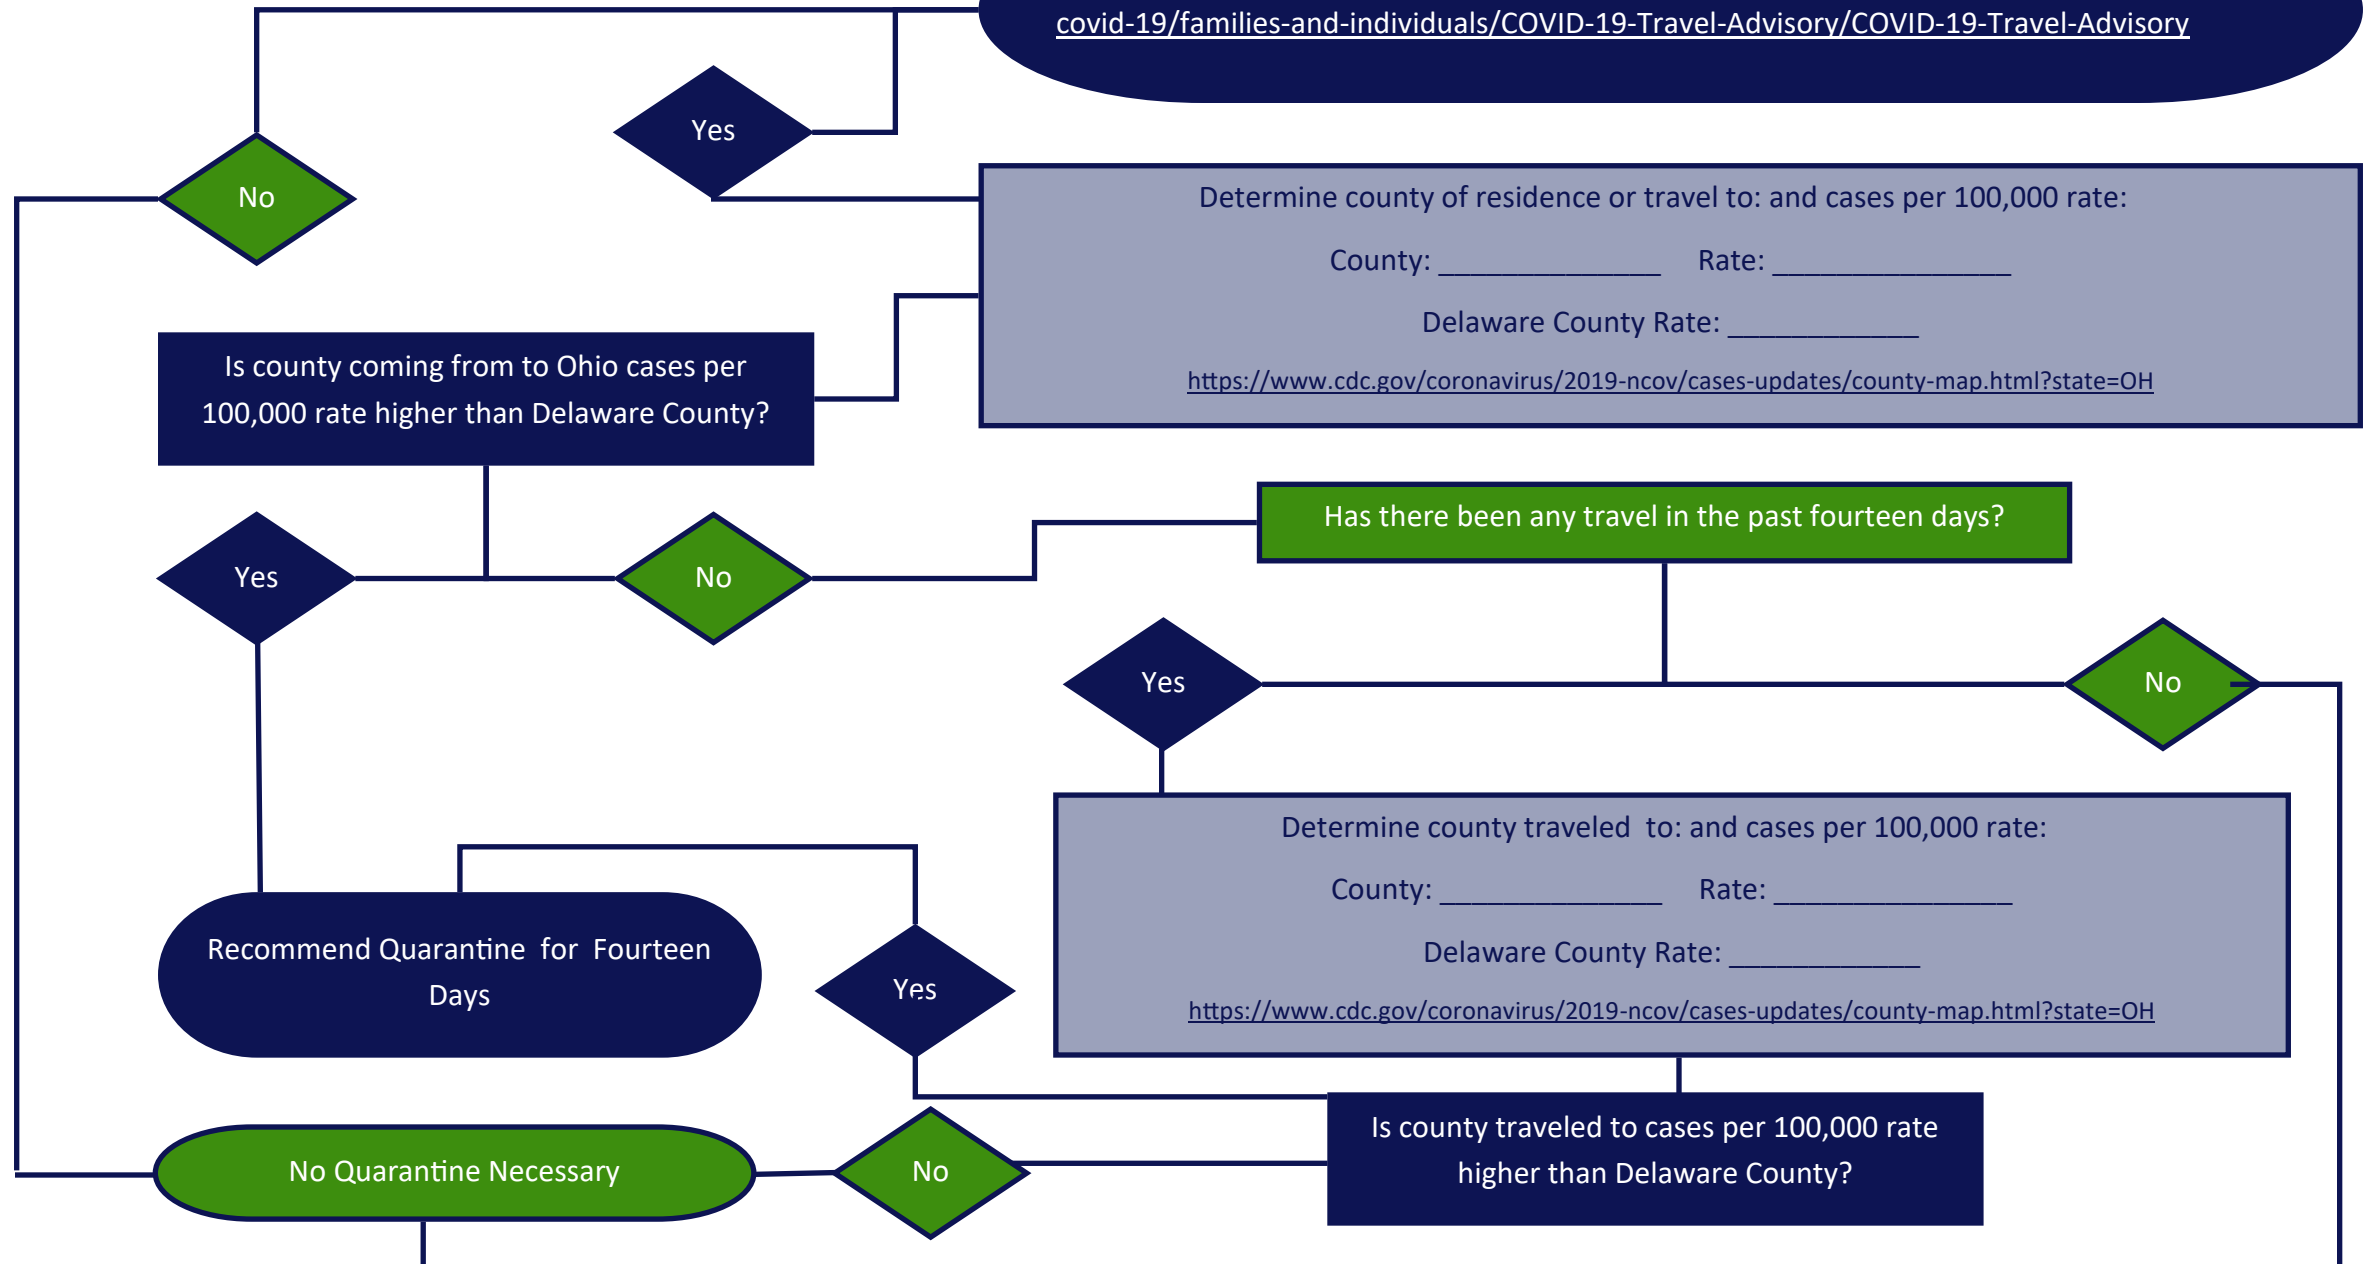 covid-19/families-and-individuals/COVID-19-Travel-Advisory/COVID-19-Travel-Advisory
Yes
No
Determine county of residence or travel to: and cases per 100,000 rate:
County: ______________ Rate: _______________
Delaware County Rate: ____________
https://www.cdc.gov/coronavirus/2019-ncov/cases-updates/county-map.html?state=OH
Is county coming from to Ohio cases per
100,000 rate higher than Delaware County?
Has there been any travel in the past fourteen days?
Yes
No
Yes
No
Determine county traveled to: and cases per 100,000 rate:
County: ______________ Rate: _______________
Delaware County Rate: ____________
https://www.cdc.gov/coronavirus/2019-ncov/cases-updates/county-map.html?state=OH
Recommend Quarantine for Fourteen
Days
Yes
Is county traveled to cases per 100,000 rate
higher than Delaware County?
No Quarantine Necessary
No